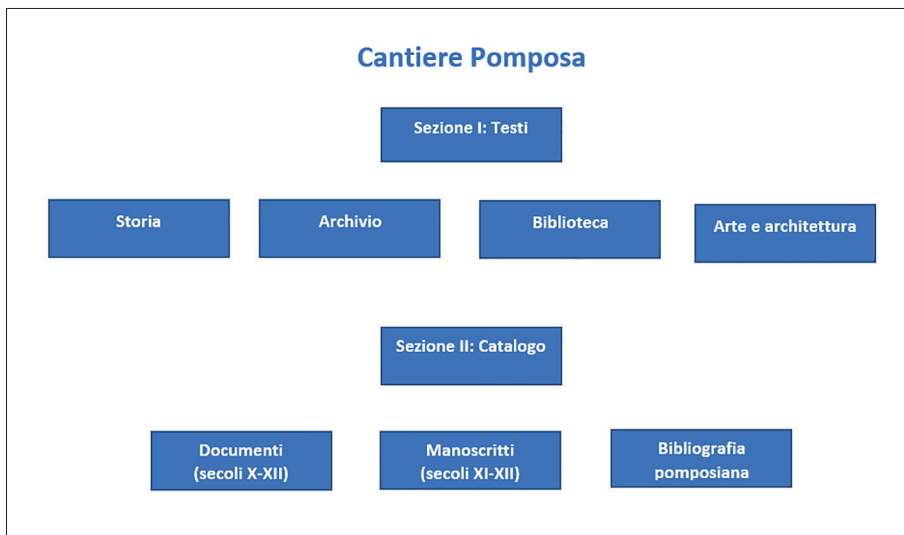 Cantiere Pomposa
Sezione I: Testi
Storia
Archivio
Biblioteca
Arte e architettura
Sezione II: Catalogo
Documenti
(secoli X-XII)
Manoscritti
(secoli XI-XII)
Bibliografia
pomposiana